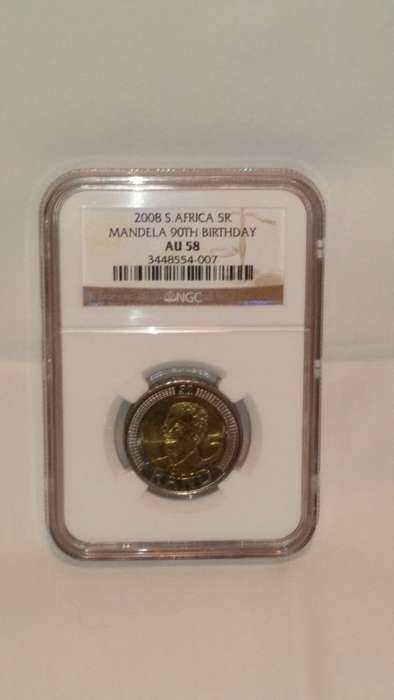 2008 S.AFRICA 5R
MANDELA 90TH BIRTHDAY
AU 58
3448554-007
NGC
RAND